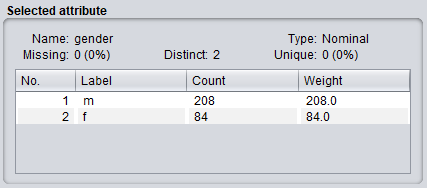 Selected attribute
Name: gender Type: Nominal
Missing: 0 (0%) Distinct: 2 Unique: 0 (0%)
No. Label Count Weight
1 m 208 208.0
2 f 84 84.0